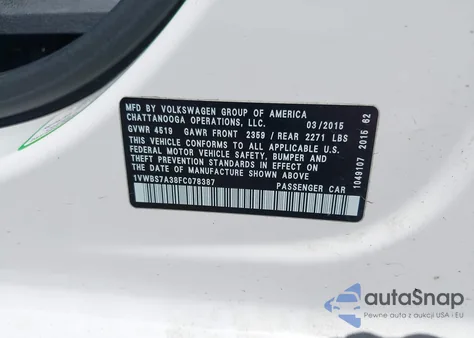 MFD BY VOLKSWAGEN GROUP OF AMERICA
CHATTANOOGA OPERATIONS, LLC. 03/2015
GVWR 4519 GAWR FRONT 2359 / REAR 2271 LBS
THIS VEHICLE CONFORMS TO ALL APPLICABLE U.S.
FEDERAL MOTOR VEHICLE SAFETY, BUMPER AND
THEFT PREVENTION STANDARDS IN EFFECT ON THE
DATE OF MANUFACTURE SHOWN ABOVE.
1VWBS7A38FC078387 PASSENGER CAR
1049107 2015 62
autoSnap
Pewne auta z aukcji USA i EU